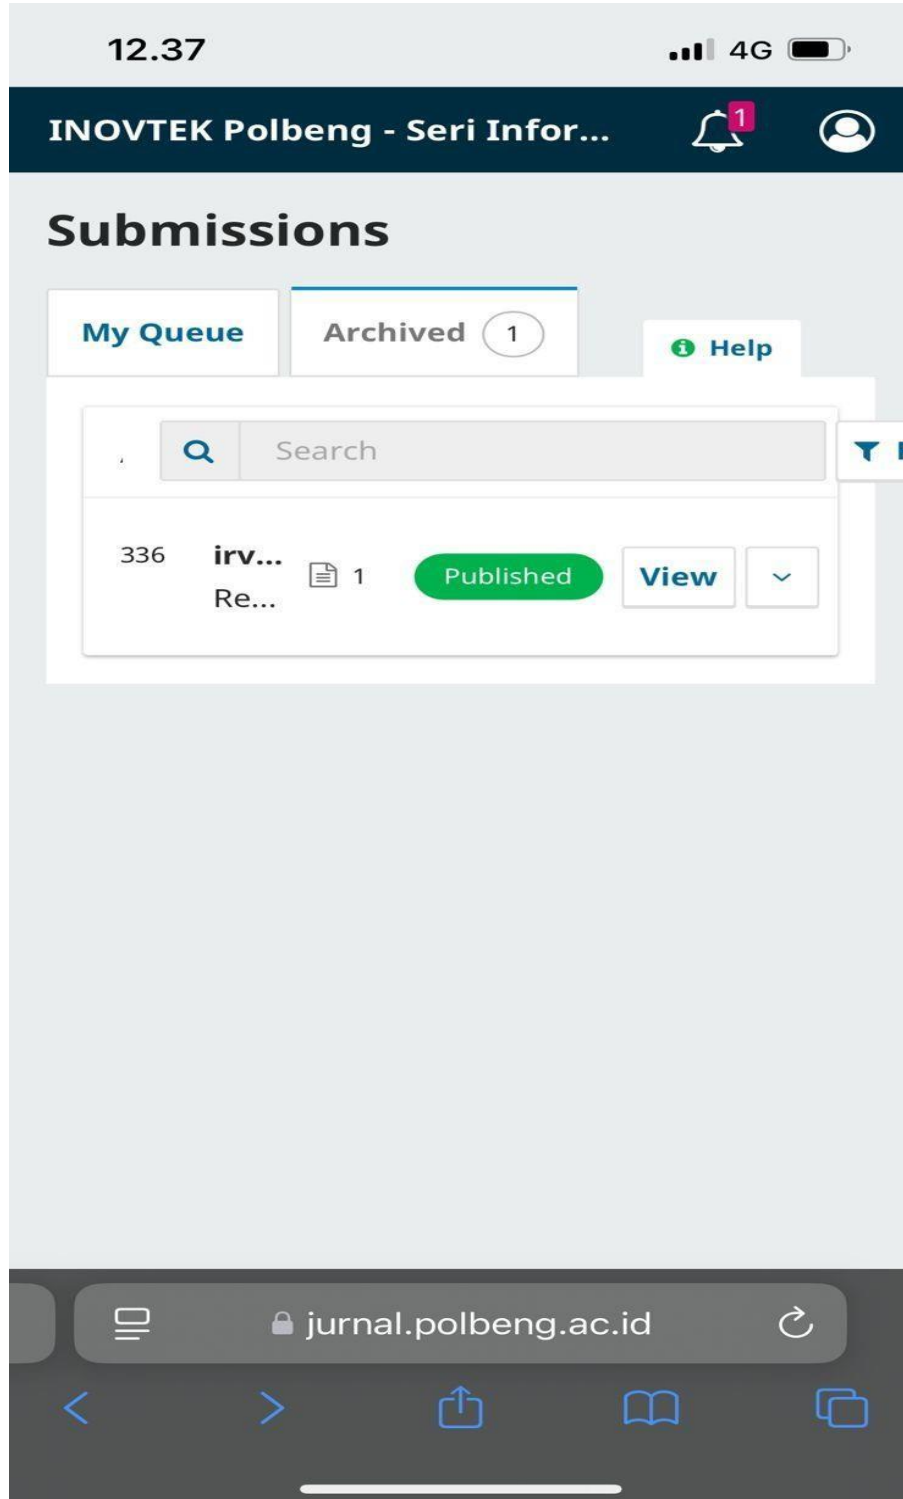 12.37 4G
INOVTEK Polbeng - Seri Infor... 1
Submissions
My Queue Archived 1 Help
Search
336 irv... 1 Published View
Re...
jurnal.polbeng.ac.id